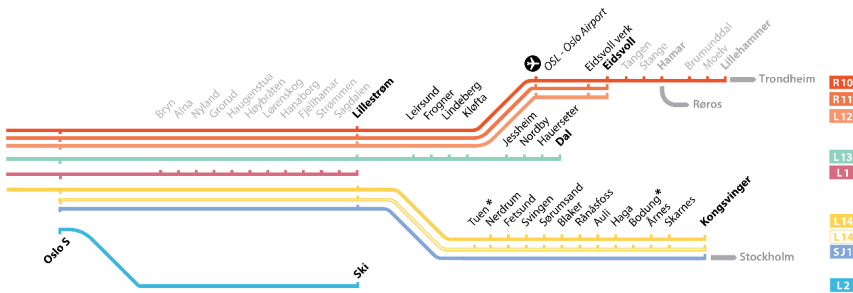 Bryn
Alna
Nyland
Grorud
Haugenstua
Høybråten
Lørenskog
Hanaborg
Fjellhamar
Strømmen
Sagdalen
Lillestrøm
Leirsund
Frogner
Lindeberg
Kløfta
OSL - Oslo Airport
Eidsvoll verk
Eidsvoll
Tangen
Stange
Hamar
Brumunddal
Moelv
Lillehammer
Trondheim
R10
Røros
R11
L12
Jessheim
Nordby
Hauerseter
Dal
L13
L1
Tuen*
Nerdrum
Fetsund
Svingen
Sørumsand
Blaker
Rånåsfoss
Auli
Haga
Bodung*
Årnes
Skarnes
Kongsvinger
L14
L14
SJ1
Stockholm
Oslo S
Ski
L2